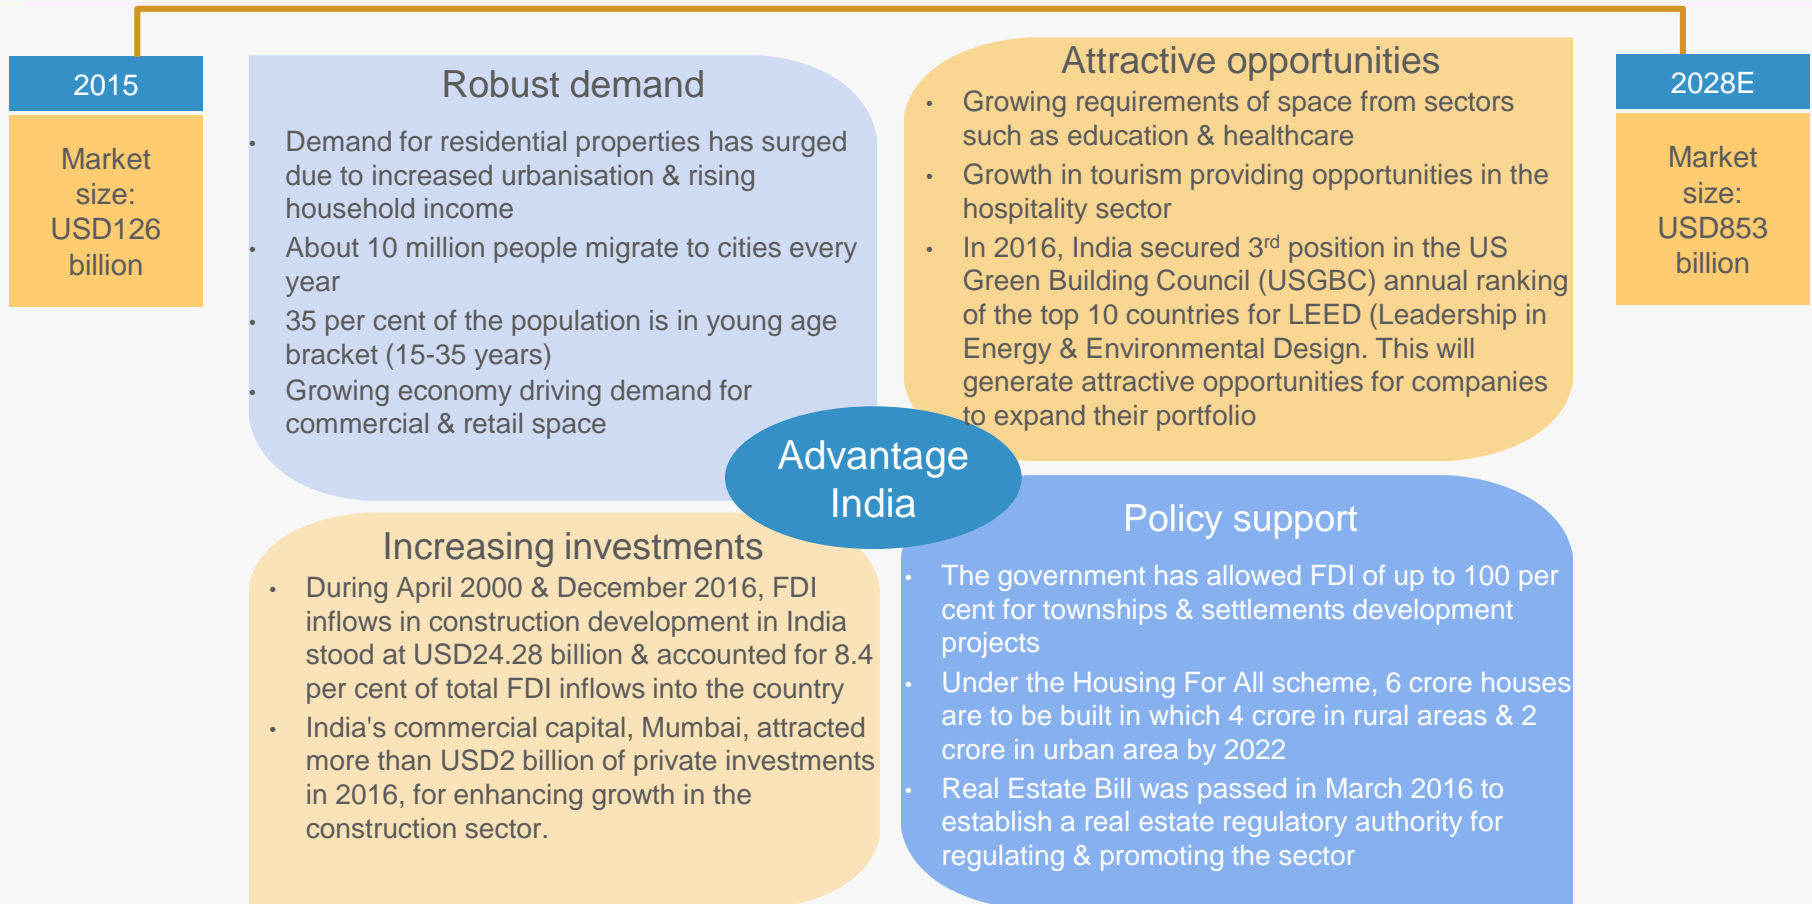 2015
Market
size:
USD126
billion
Robust demand
• Demand for residential properties has surged
due to increased urbanisation & rising
household income
• About 10 million people migrate to cities every
year
• 35 per cent of the population is in young age
bracket (15-35 years)
• Growing economy driving demand for
commercial & retail space
Attractive opportunities
• Growing requirements of space from sectors
such as education & healthcare
• Growth in tourism providing opportunities in the
hospitality sector
• In 2016, India secured 3rd position in the US
Green Building Council (USGBC) annual ranking
of the top 10 countries for LEED (Leadership in
Energy & Environmental Design. This will
generate attractive opportunities for companies
to expand their portfolio
2028E
Market
size:
USD853
billion
Advantage
India
Increasing investments
• During April 2000 & December 2016, FDI
inflows in construction development in India
stood at USD24.28 billion & accounted for 8.4
per cent of total FDI inflows into the country
• India's commercial capital, Mumbai, attracted
more than USD2 billion of private investments
in 2016, for enhancing growth in the
construction sector.
Policy support
• The government has allowed FDI of up to 100 per
cent for townships & settlements development
projects
• Under the Housing For All scheme, 6 crore houses
are to be built in which 4 crore in rural areas & 2
crore in urban area by 2022
• Real Estate Bill was passed in March 2016 to
establish a real estate regulatory authority for
regulating & promoting the sector